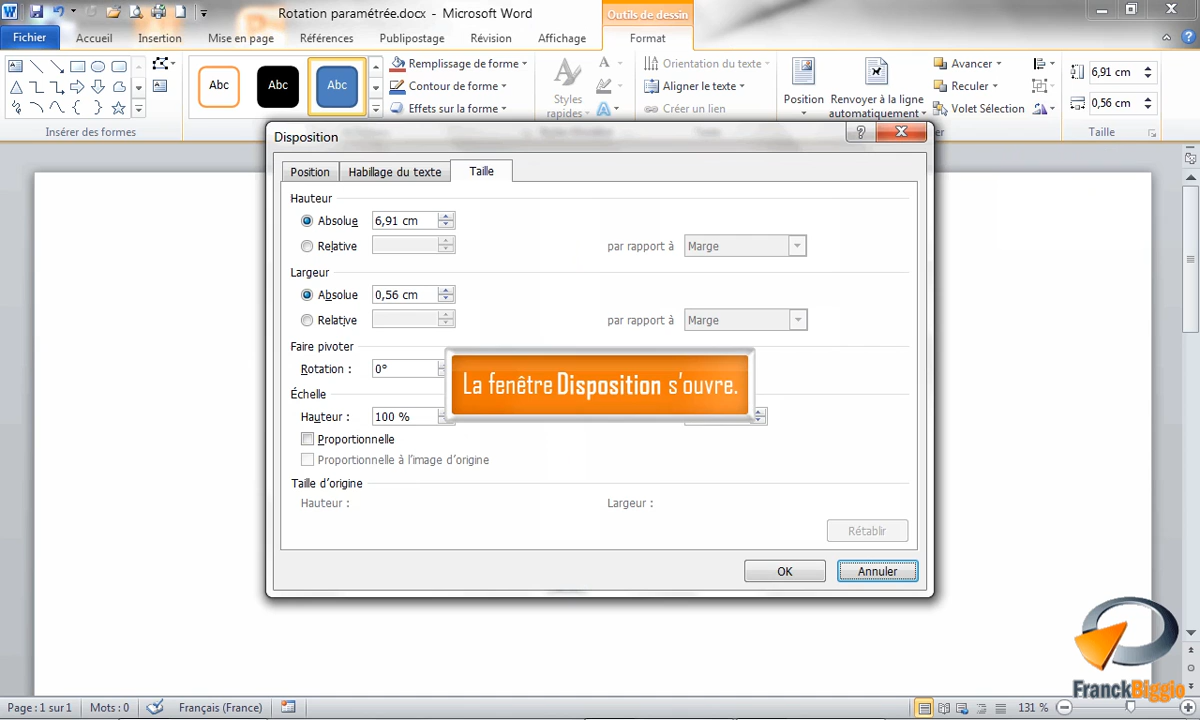 Rotation paramétrée.docx - Microsoft Word
Outils de dessin
Fichier Accueil Insertion Mise en page Références Publipostage Révision Affichage Format
Abc Abc Abc
Remplissage de forme
Contour de forme
Effets sur la forme
Styles rapides
Orientation du texte
Aligner le texte
Créer un lien
Position
Renvoyer à la ligne automatiquement
Avancer
Reculer
Volet Sélection
6,91 cm
0,56 cm
Insérer des formes
Taille
Disposition
Position Habillage du texte Taille
Hauteur
Absolue 6,91 cm
Relative par rapport à Marge
Largeur
Absolue 0,56 cm
Relative par rapport à Marge
Faire pivoter
Rotation : 0°
La fenêtre Disposition s'ouvre.
Échelle
Hauteur : 100 %
Proportionnelle
Proportionnelle à l'image d'origine
Taille d'origine
Hauteur : Largeur :
Rétablir
OK Annuler
FranckBiggio
Page : 1 sur 1 Mots : 0 Français (France) 131 %